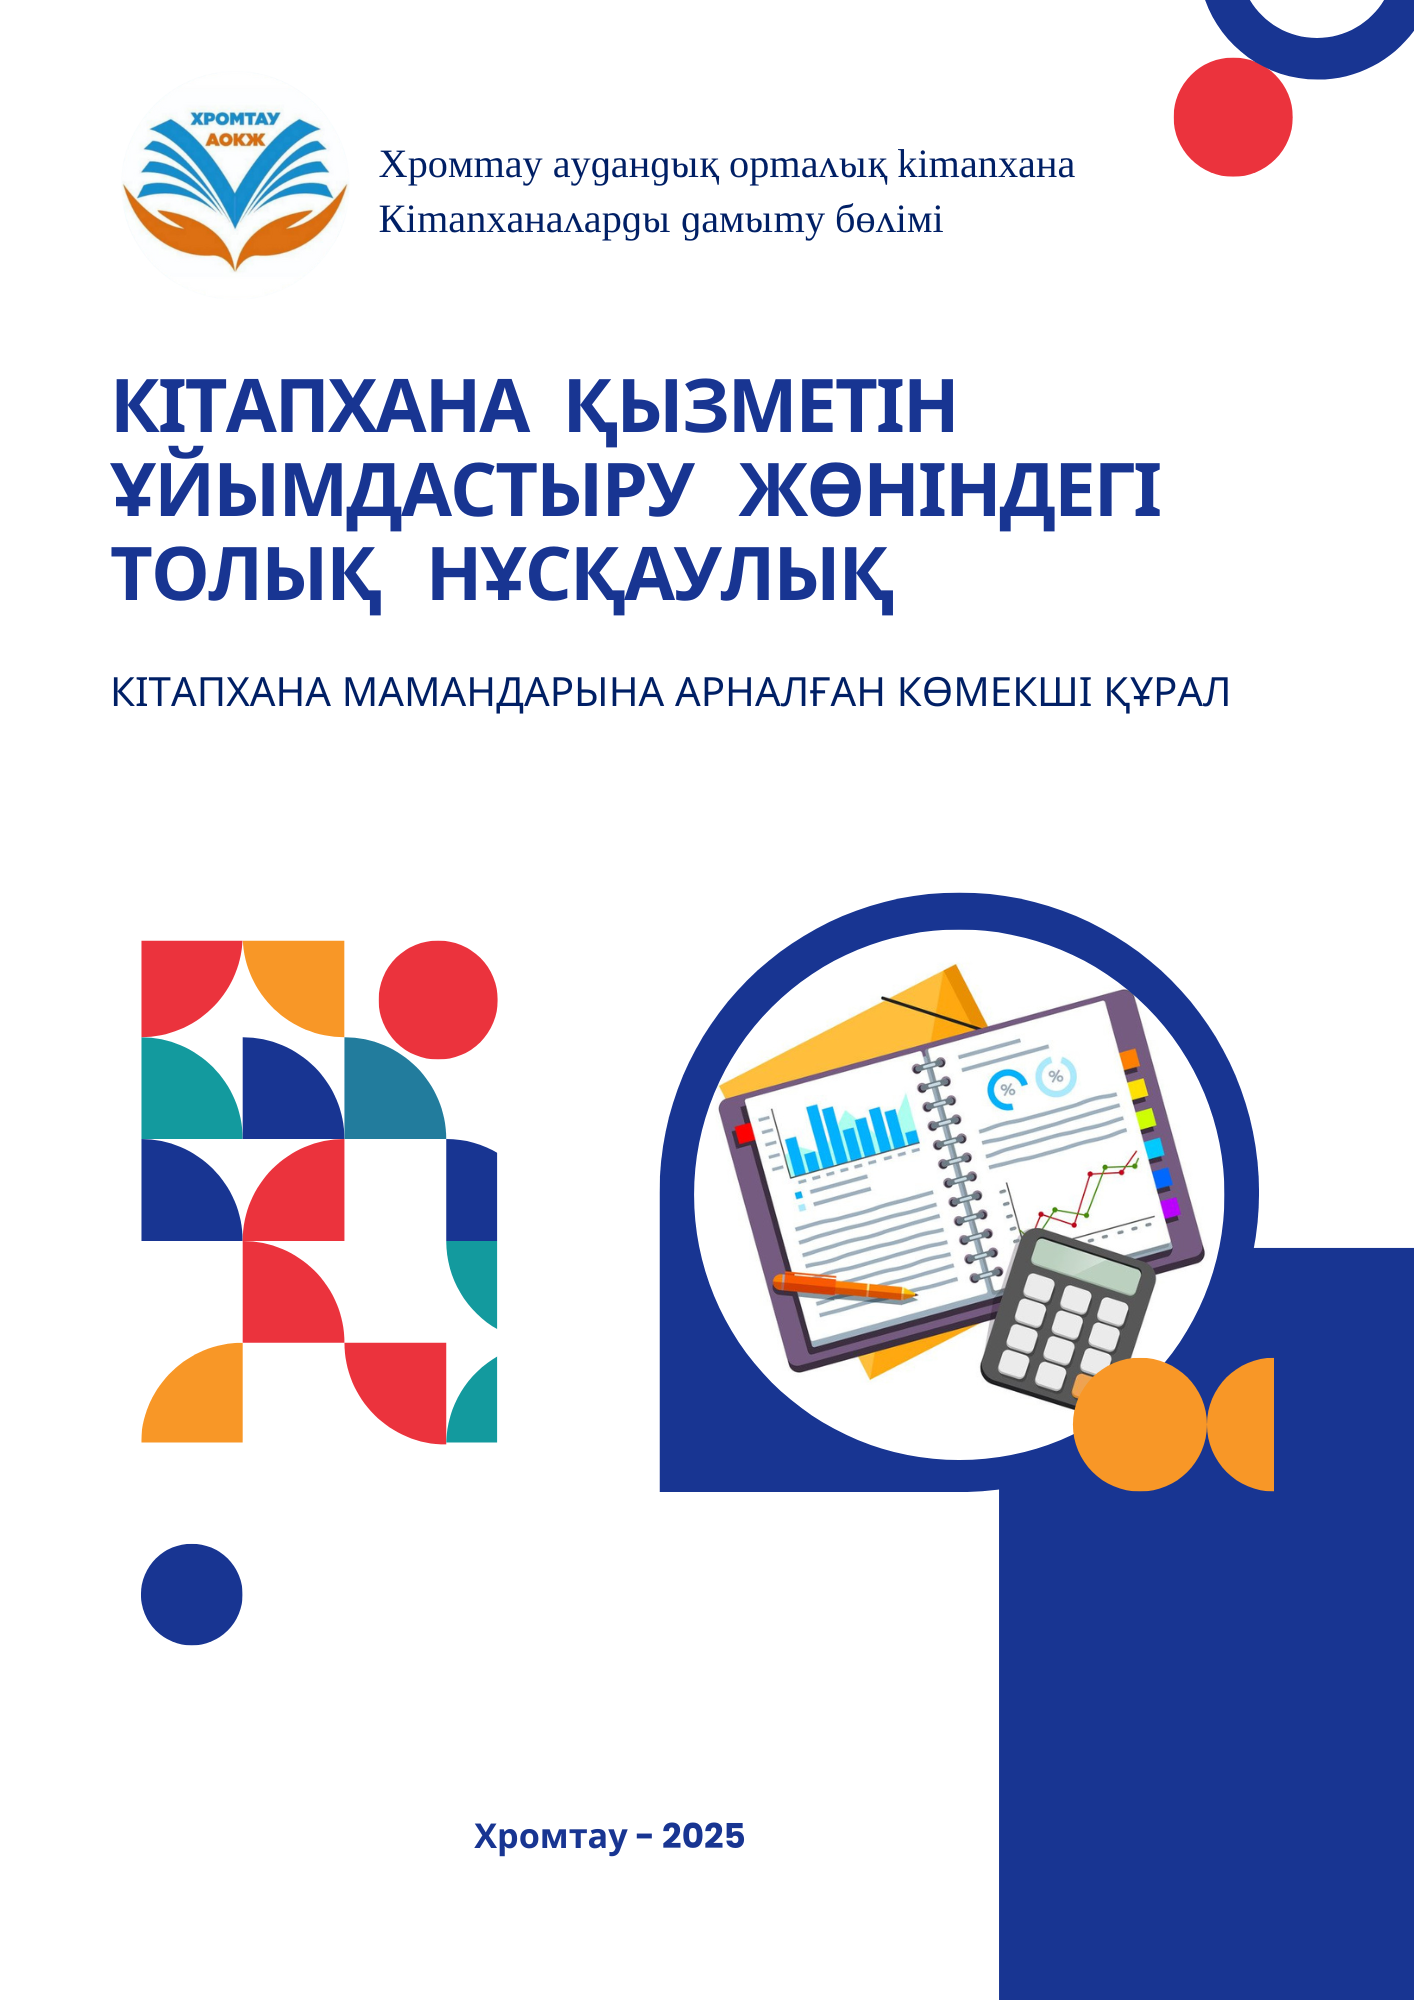 ХРОМТАУ
АОКЖ
Хромтау аудандық орталық кітапхана
Кітапханаларды дамыту бөлімі
КІТАПХАНА ҚЫЗМЕТІН
ҰЙЫМДАСТЫРУ ЖӨНІНДЕГІ
ТОЛЫҚ НҰСҚАУЛЫҚ
КІТАПХАНА МАМАНДАРЫНА АРНАЛҒАН КӨМЕКШІ ҚҰРАЛ
%
%
Хромтау - 2025